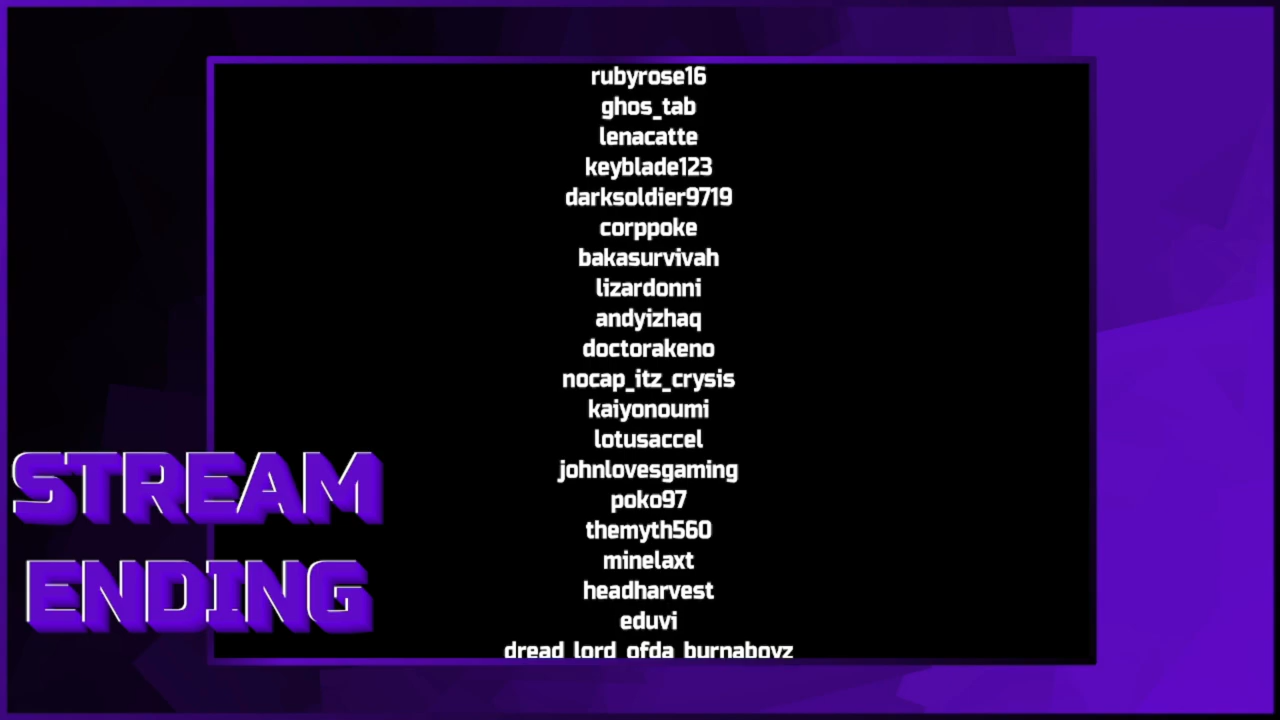 rubyrose16
ghos_tab
lenacatte
keyblade123
darksoldier9719
corppoke
bakasurvivah
lizardonni
andyizhaq
doctorakeno
nocap_itz_crysis
kaiyonoumi
lotusaccel
johnlovesgaming
poko97
themyth560
minelaxt
headharvest
eduvi
dread_lord_ofda_burnaboyz
STREAM
ENDING